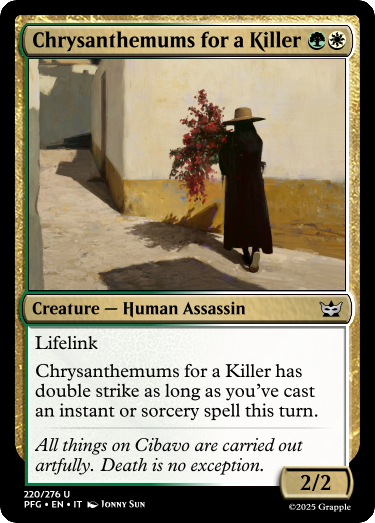 Chrysanthemums for a Killer
Creature — Human Assassin
Lifelink
Chrysanthemums for a Killer has
double strike as long as you've cast
an instant or sorcery spell this turn.
All things on Cibavo are carried out
artfully. Death is no exception.
2/2
220/276 U
PFG • EN • IT Jonny Sun
©2025 Grapple